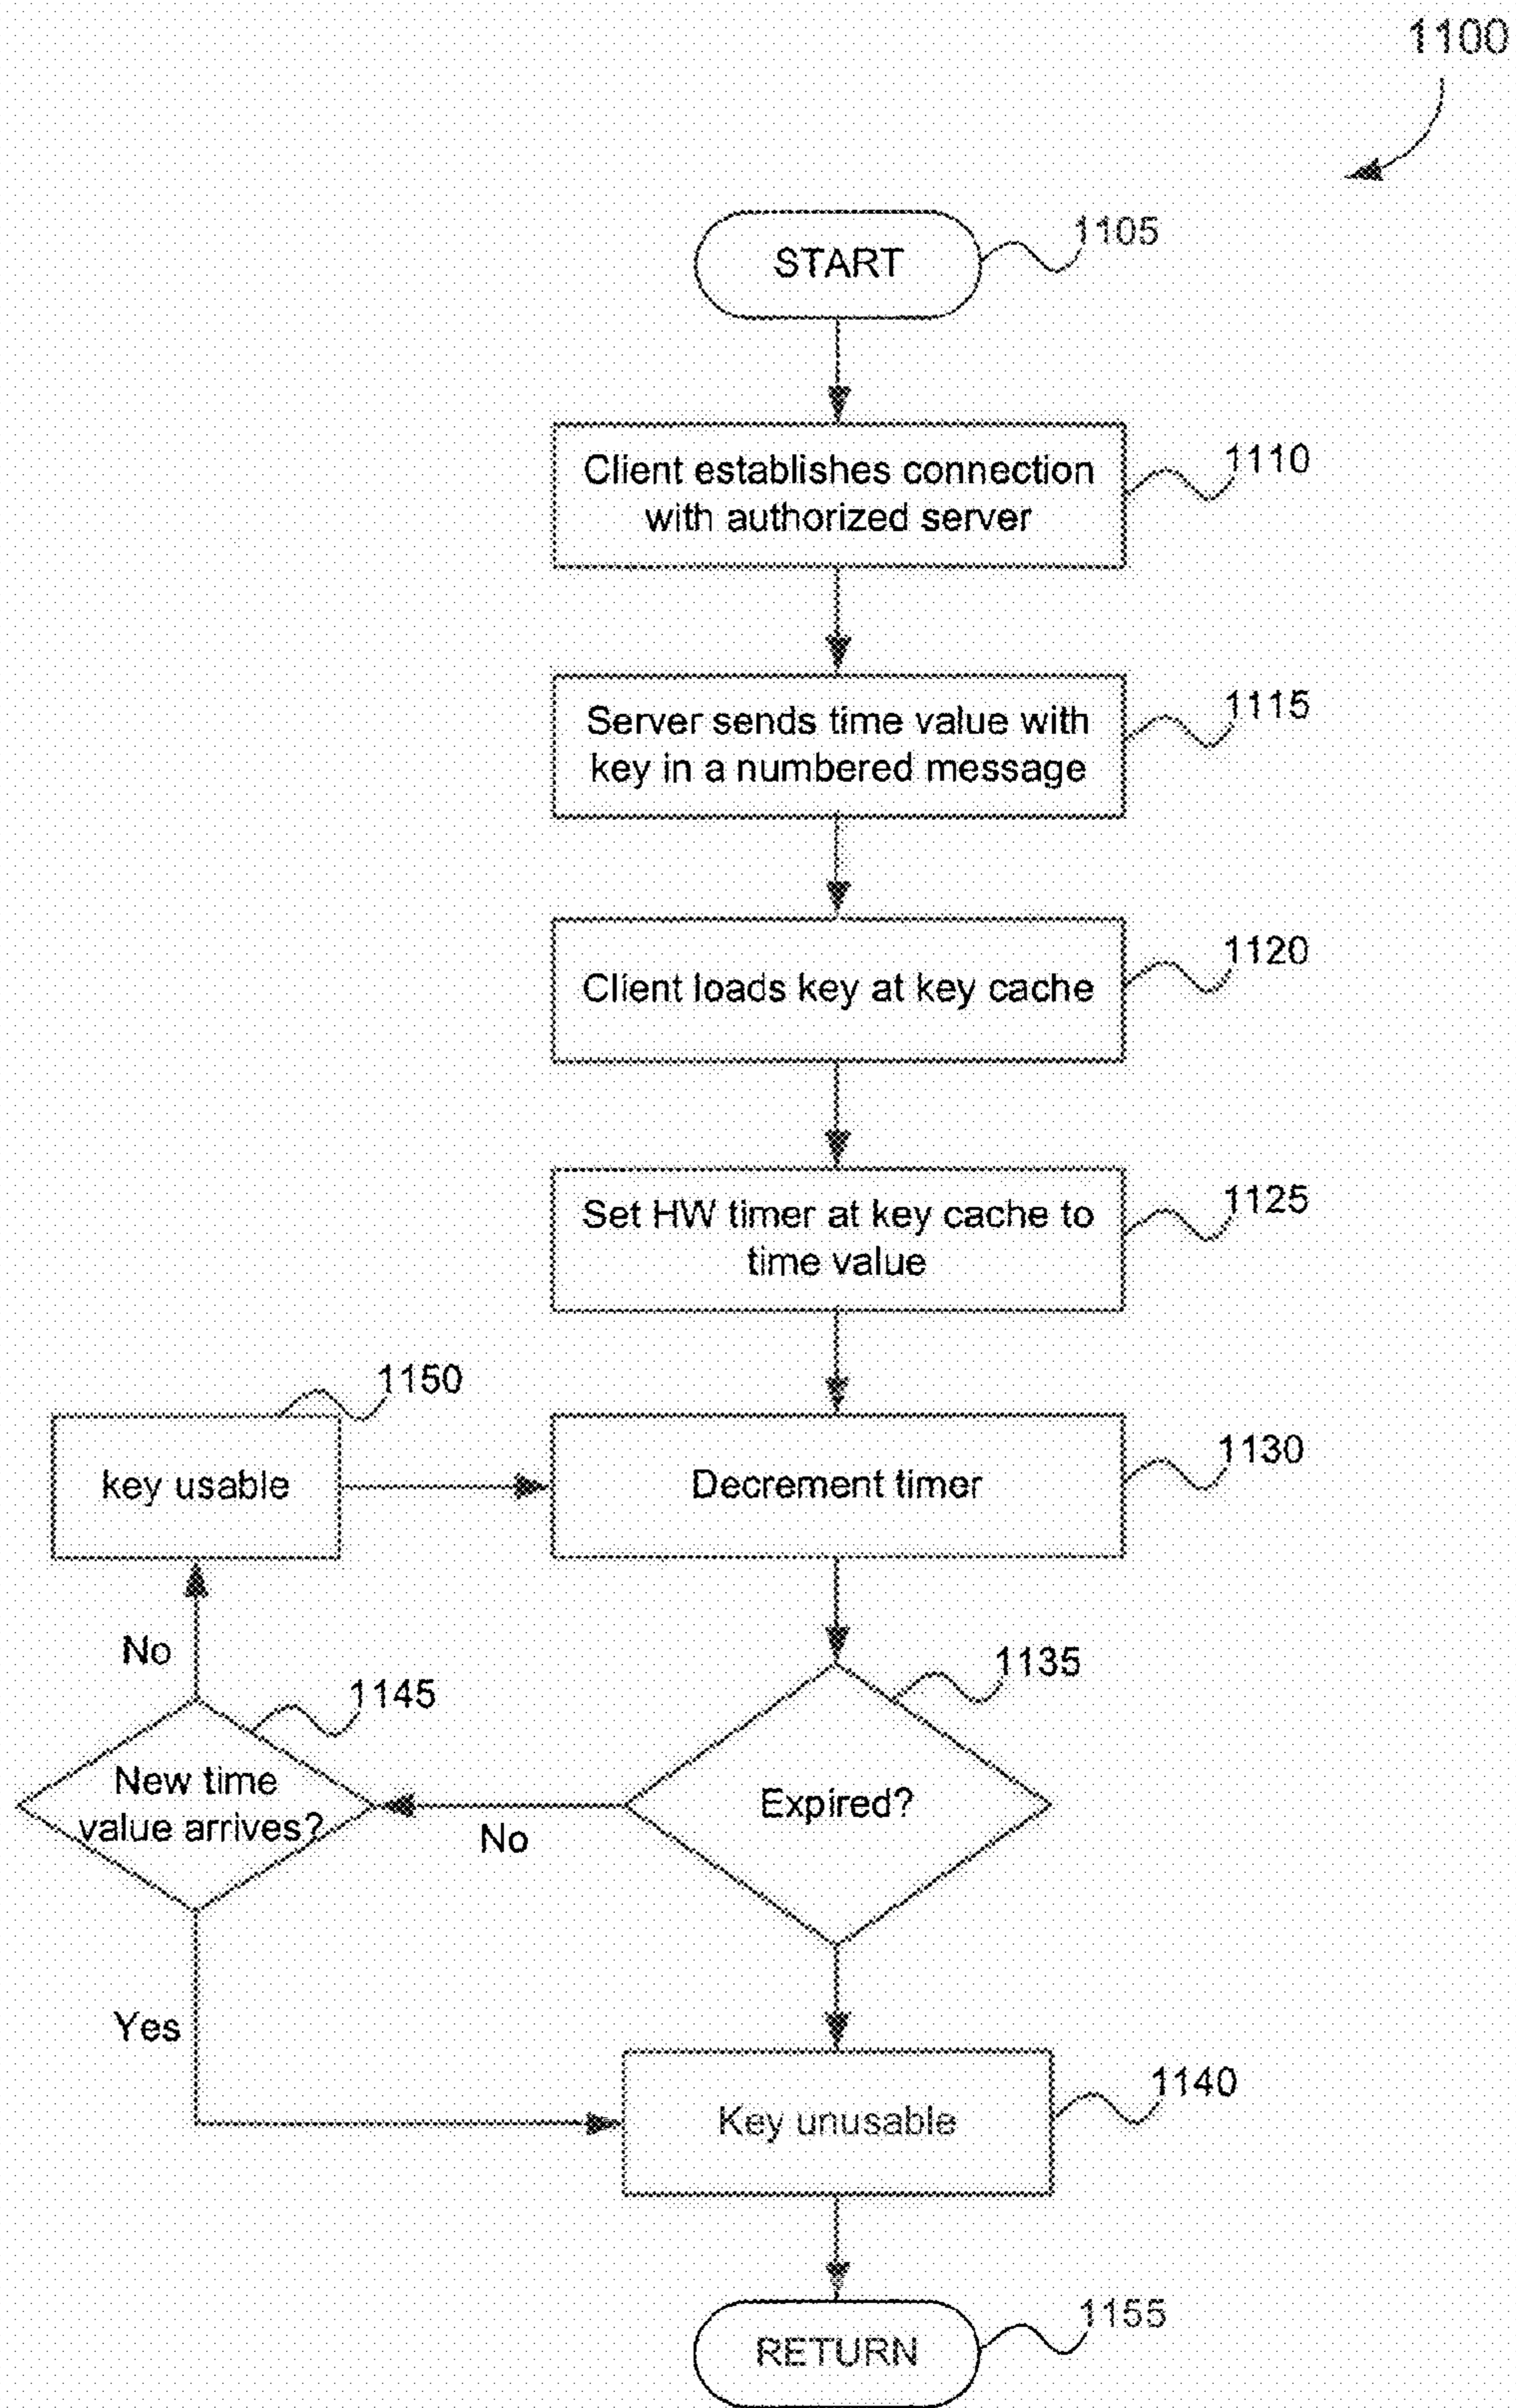 1100
START
1105
Client establishes connection
with authorized server
1110
Server sends time value with
key in a numbered message
1115
Client loads key at key cache
1120
Set HW timer at key cache to
time value
1125
1150
key usable
Decrement timer
1130
No
1145
New time
value arrives?
No
1135
Expired?
Yes
Key unusable
1140
RETURN
1155